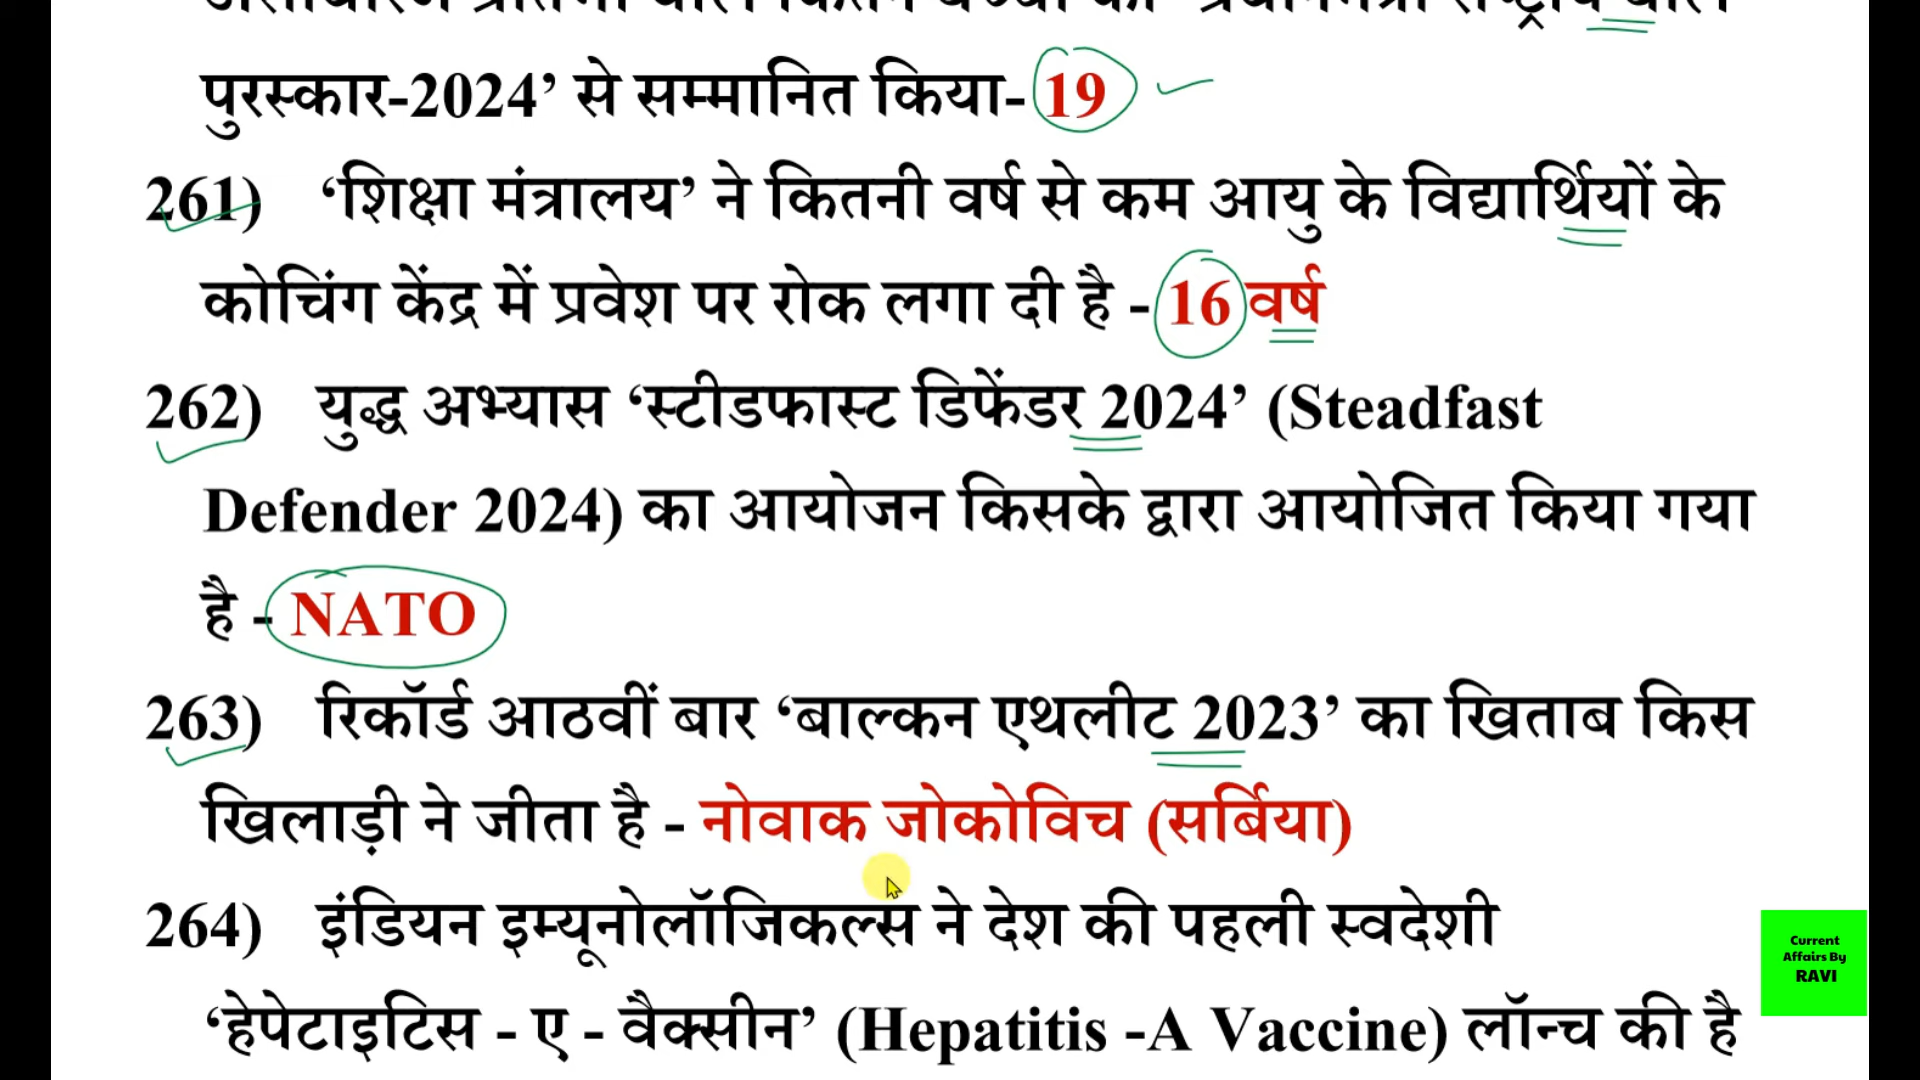 पुरस्कार-2024’ से सम्मानित किया- 19
261) ‘शिक्षा मंत्रालय’ ने कितनी वर्ष से कम आयु के विद्यार्थियों के
कोचिंग केंद्र में प्रवेश पर रोक लगा दी है - 16 वर्ष
262) युद्ध अभ्यास ‘स्टीडफास्ट डिफेंडर 2024’ (Steadfast
Defender 2024) का आयोजन किसके द्वारा आयोजित किया गया
है - NATO
263) रिकॉर्ड आठवीं बार ‘बाल्कन एथलीट 2023’ का खिताब किस
खिलाड़ी ने जीता है - नोवाक जोकोविच (सर्बिया)
264) इंडियन इम्यूनोलॉजिकल्स ने देश की पहली स्वदेशी
‘हेपेटाइटिस - ए - वैक्सीन’ (Hepatitis -A Vaccine) लॉन्च की है
Current
Affairs By
RAVI